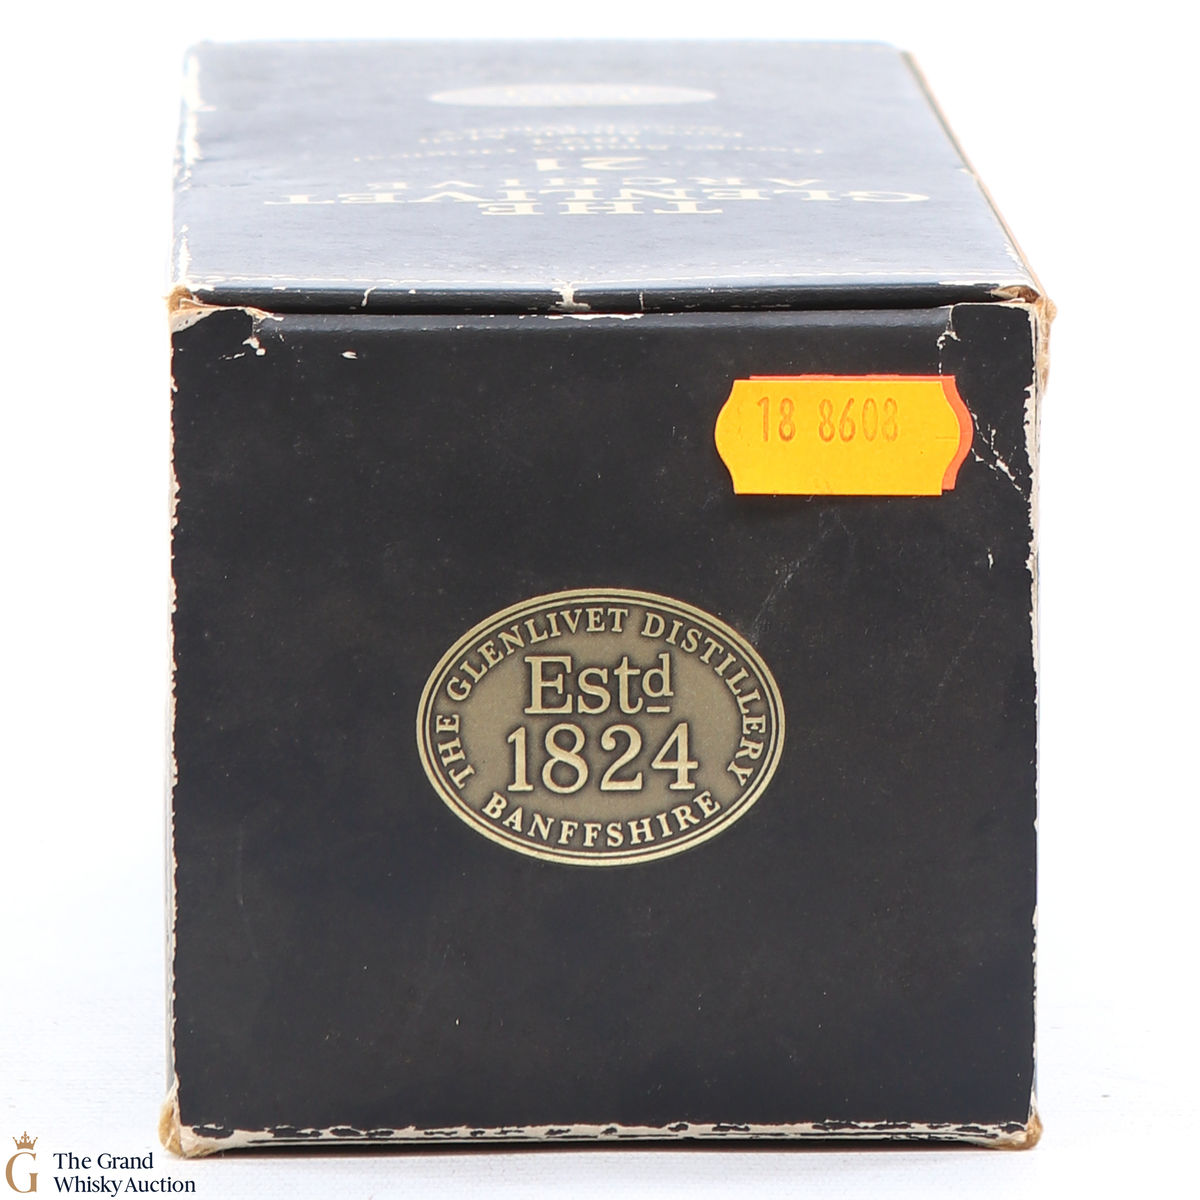 THE
GLENLIVET
ARCHIVE
21
18 8608
THE GLENLIVET DISTILLERY
Estd
1824
BANFFSHIRE
G The Grand
Whisky Auction